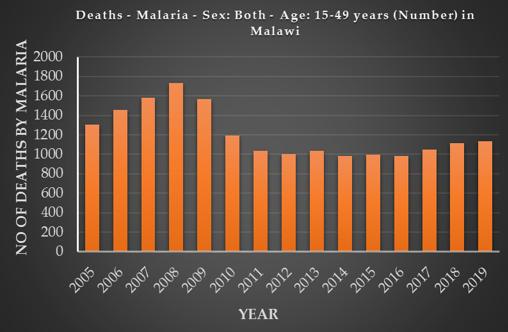 Deaths - Malaria - Sex: Both - Age: 15-49 years (Number) in
Malawi
NO OF DEATHS BY MALARIA
2000
1800
1600
1400
1200
1000
800
600
400
200
0
2005 2006 2007 2008 2009 2010 2011 2012 2013 2014 2015 2016 2017 2018 2019
YEAR